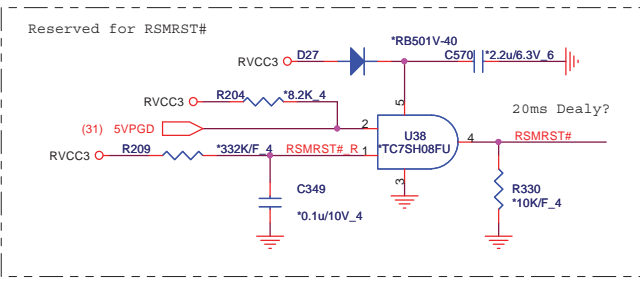 Reserved for RSMRST#
*RB501V-40
RVCC3 D27 C570 *2.2u/6.3V_6
RVCC3 R204 *8.2K_4
5
20ms Dealy?
(31) 5VPGD 2
U38
4 RSMRST#
*TC7SH08FU
RVCC3 R209 *332K/F_4 RSMRST#_R 1
3
C349
R330
*10K/F_4
*0.1u/10V_4